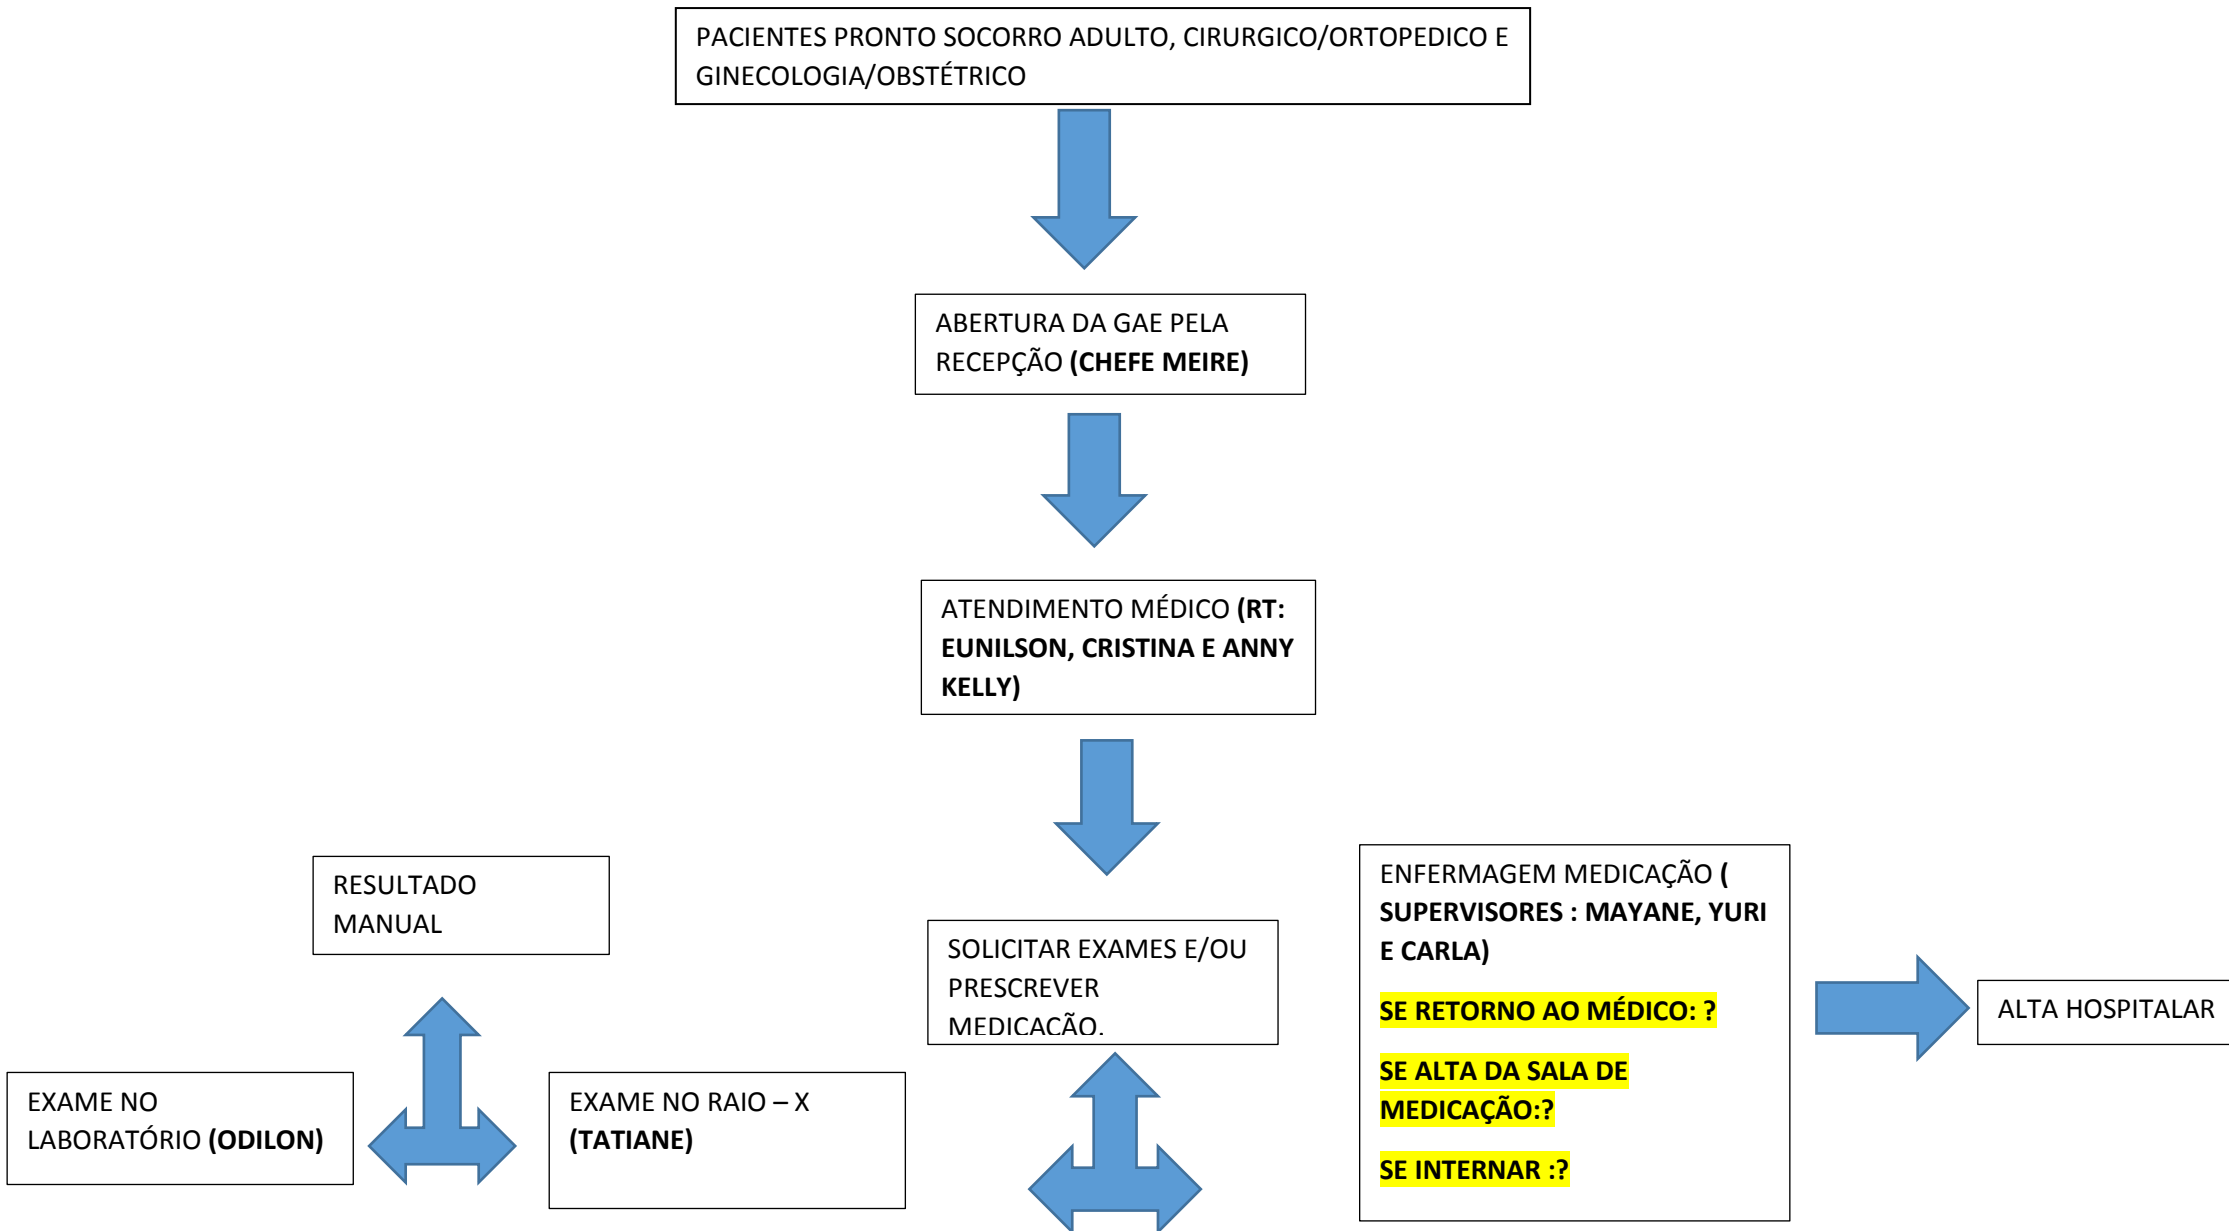 PACIENTES PRONTO SOCORRO ADULTO, CIRURGICO/ORTOPEDICO E
GINECOLOGIA/OBSTÉTRICO
ABERTURA DA GAE PELA
RECEPÇÃO (CHEFE MEIRE)
ATENDIMENTO MÉDICO (RT:
EUNILSON, CRISTINA E ANNY
KELLY)
RESULTADO
MANUAL
SOLICITAR EXAMES E/OU
PRESCREVER
MEDICAÇÃO.
ENFERMAGEM MEDICAÇÃO (
SUPERVISORES : MAYANE, YURI
E CARLA)
SE RETORNO AO MÉDICO: ?
SE ALTA DA SALA DE
MEDICAÇÃO:?
SE INTERNAR :?
ALTA HOSPITALAR
EXAME NO
LABORATÓRIO (ODILON)
EXAME NO RAIO – X
(TATIANE)